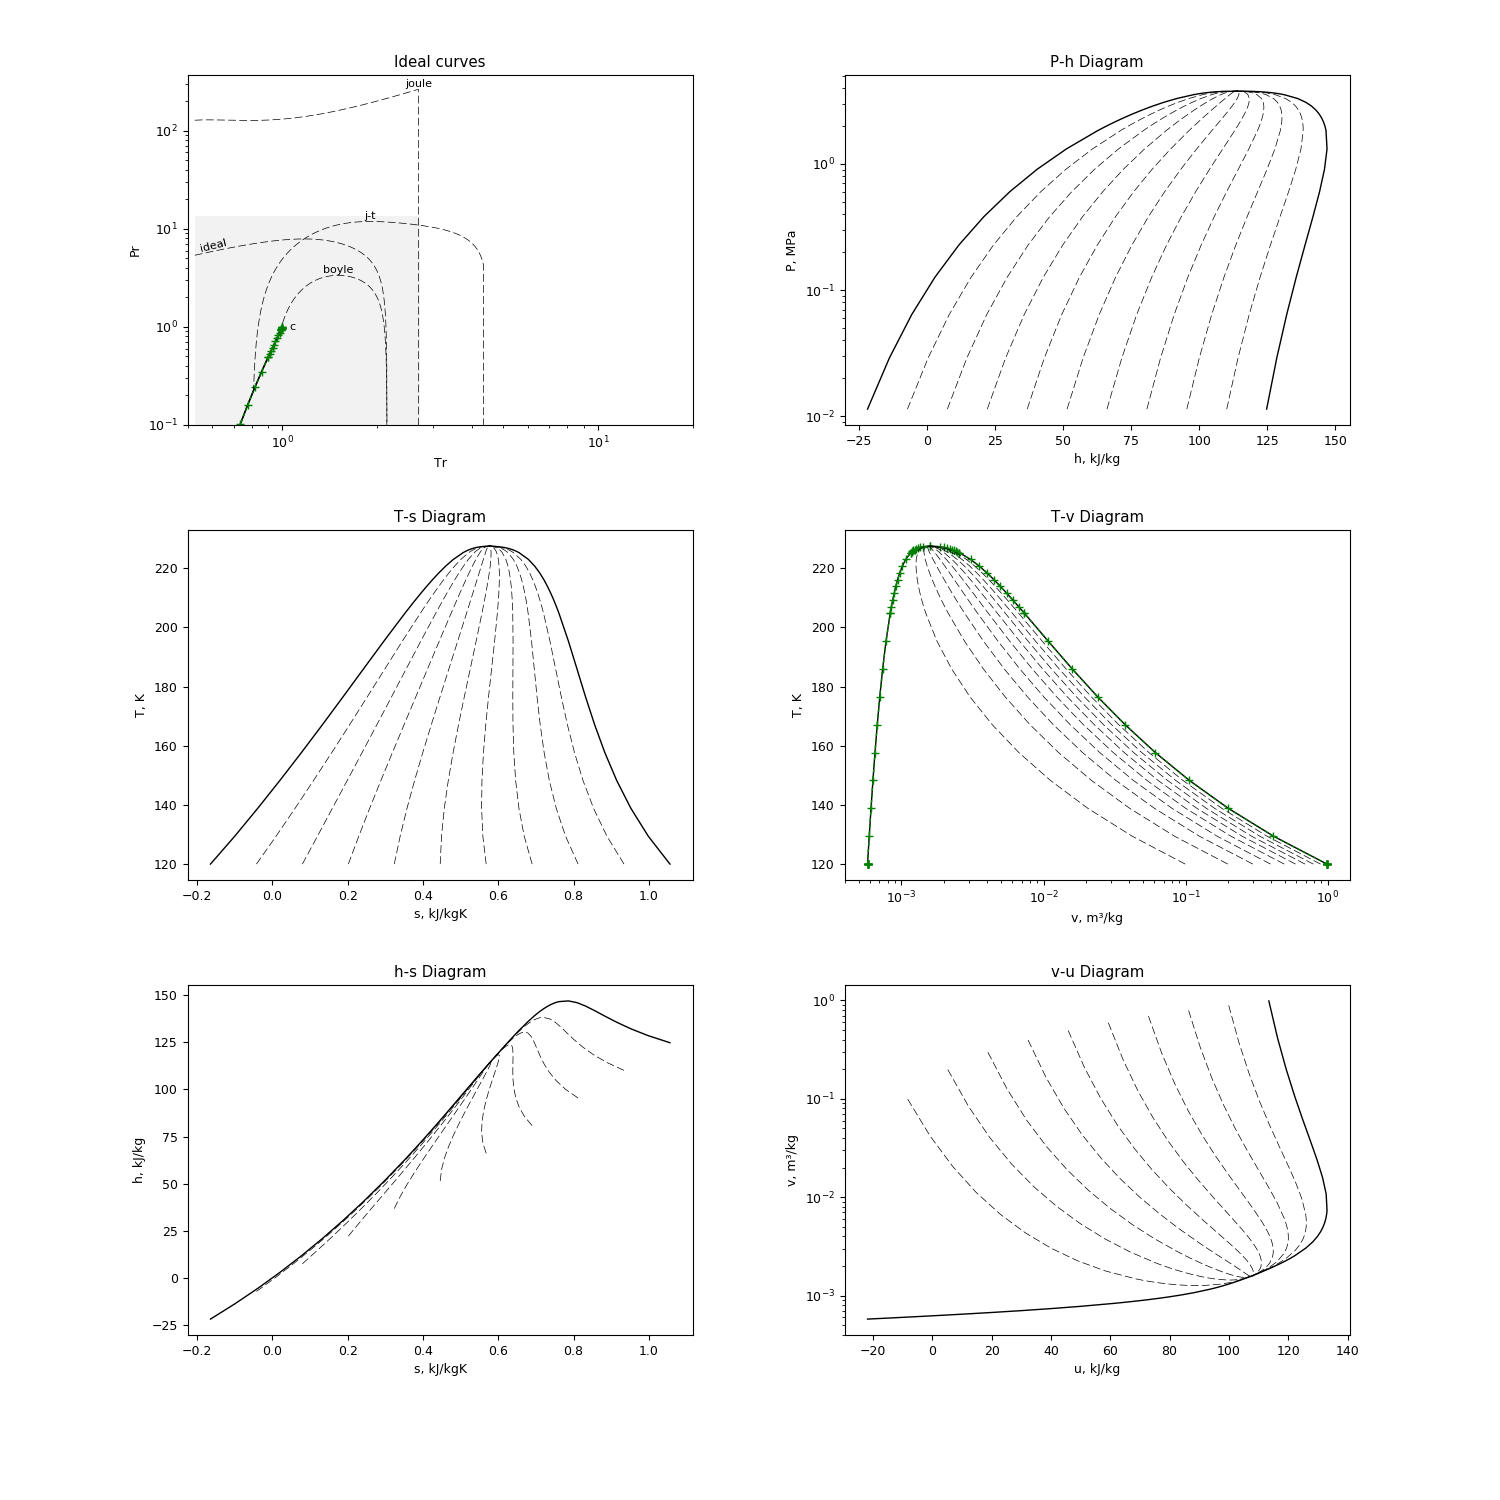 Ideal curves
joule
j-t
ideal
boyle
c
10²
10¹
10⁰
10⁻¹
Pr
10⁰ 10¹
Tr
P-h Diagram
10⁰
10⁻¹
10⁻²
P, MPa
−25 0 25 50 75 100 125 150
h, kJ/kg
T-s Diagram
220
200
180
160
140
120
T, K
−0.2 0.0 0.2 0.4 0.6 0.8 1.0
s, kJ/kgK
T-v Diagram
220
200
180
160
140
120
T, K
10⁻³ 10⁻² 10⁻¹ 10⁰
v, m³/kg
h-s Diagram
150
125
100
75
50
25
0
−25
h, kJ/kg
−0.2 0.0 0.2 0.4 0.6 0.8 1.0
s, kJ/kgK
v-u Diagram
10⁰
10⁻¹
10⁻²
10⁻³
v, m³/kg
−20 0 20 40 60 80 100 120 140
u, kJ/kg